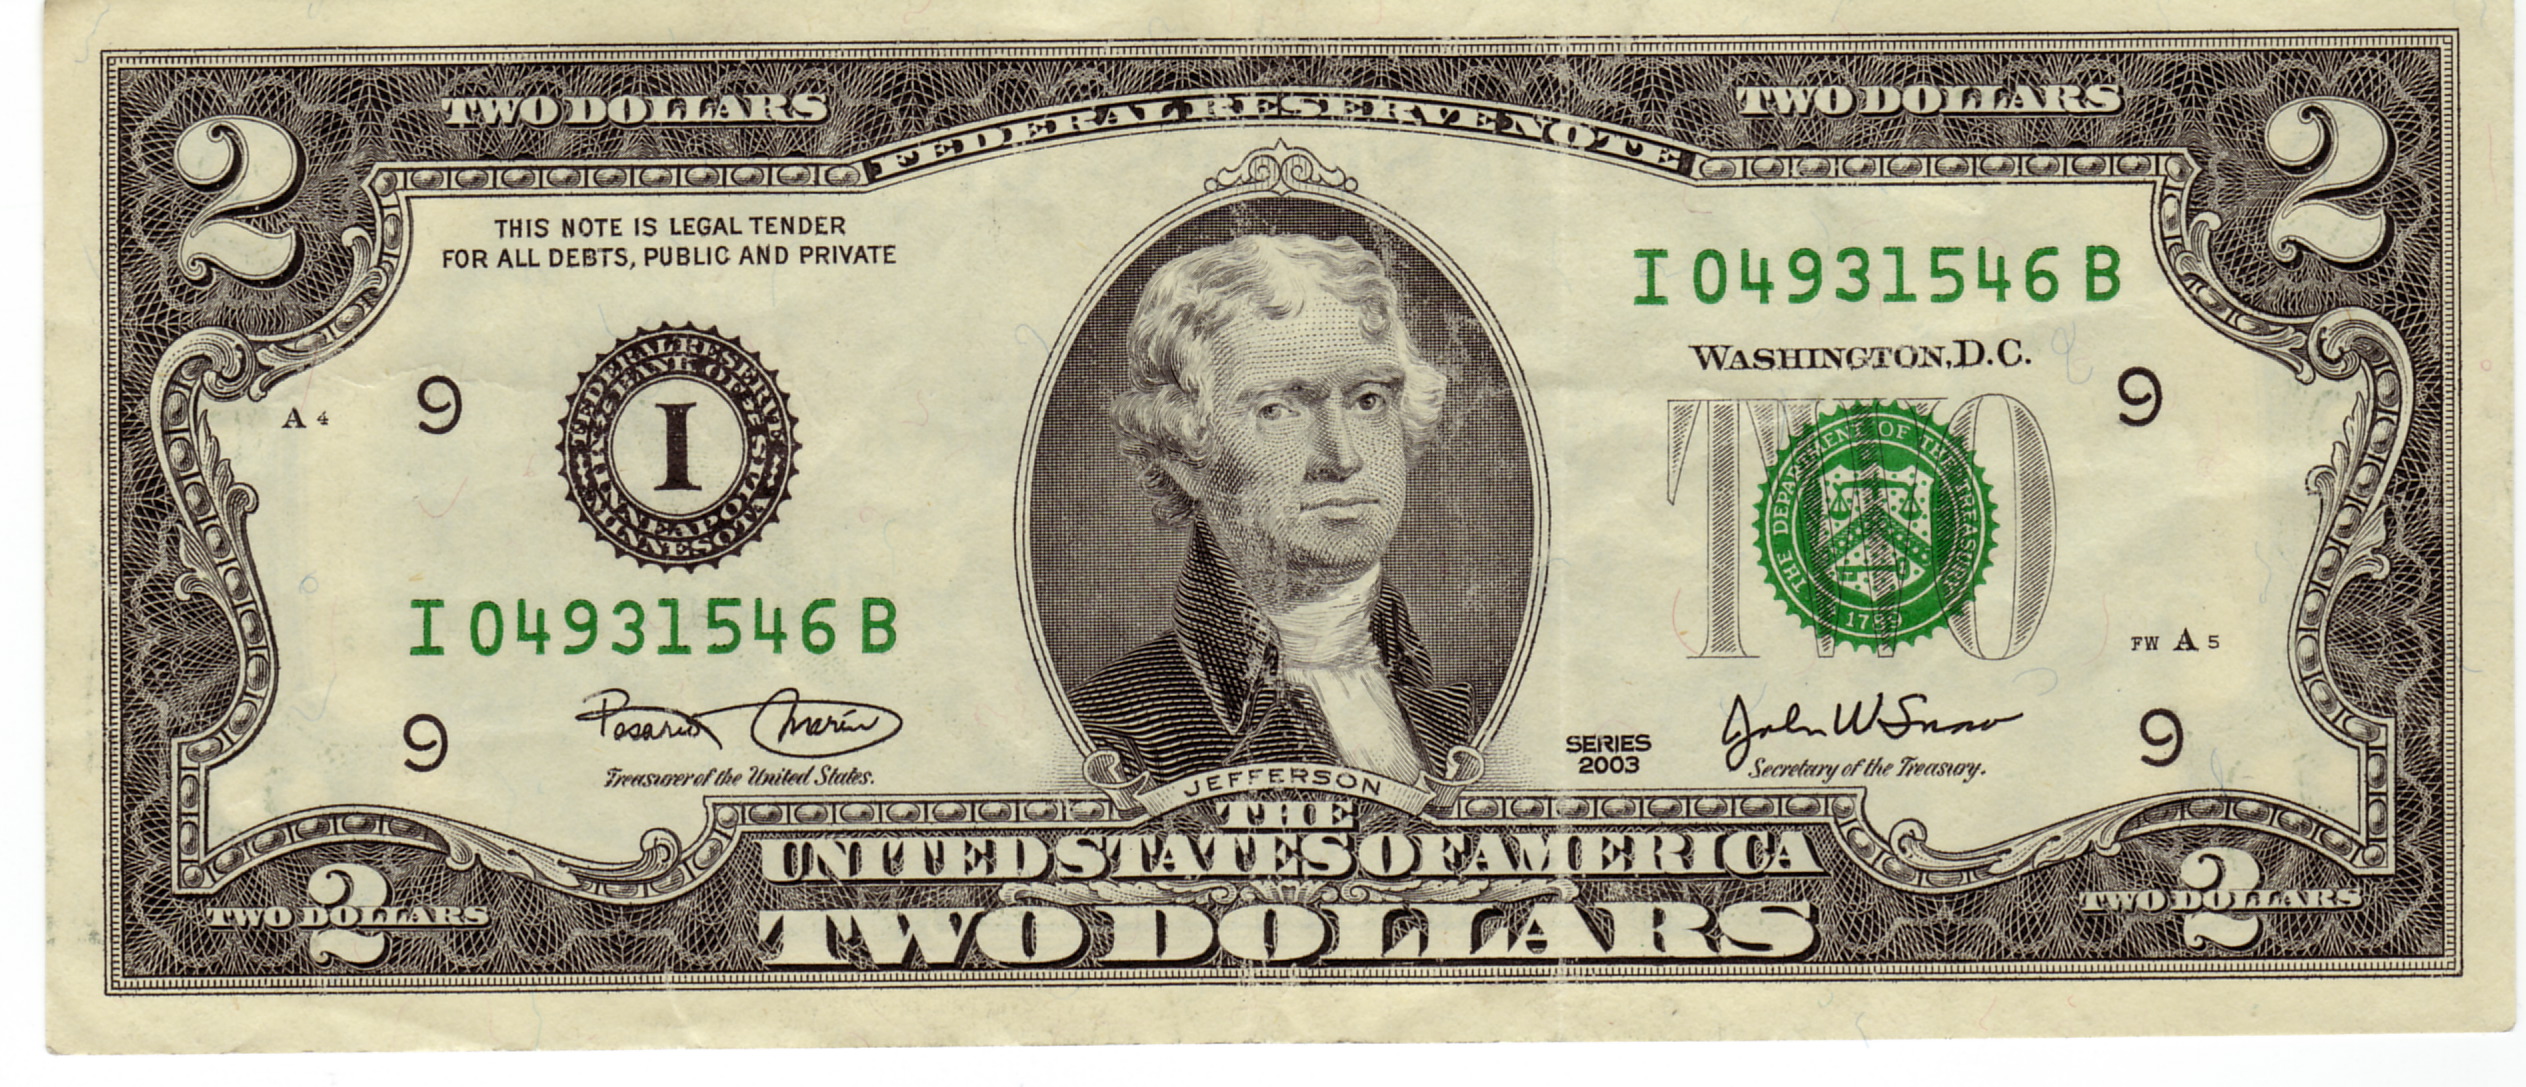 TWO DOLLARS
TWO DOLLARS
FEDERAL RESERVE NOTE
2
2
THIS NOTE IS LEGAL TENDER
FOR ALL DEBTS, PUBLIC AND PRIVATE
I 04931546 B
WASHINGTON, D.C.
A 4
9
FEDERAL RESERVE
BANK OF
MINNEAPOLIS
MINNESOTA
I
9
TWO
THE DEPARTMENT OF THE TREASURY
1789
I 04931546 B
FW A 5
9
Rosario Marin
Treasurer of the United States.
SERIES
2003
John W Snow
Secretary of the Treasury.
9
JEFFERSON
THE
UNITED STATES OF AMERICA
TWO DOLLARS
2
TWO DOLLARS
2
TWO DOLLARS